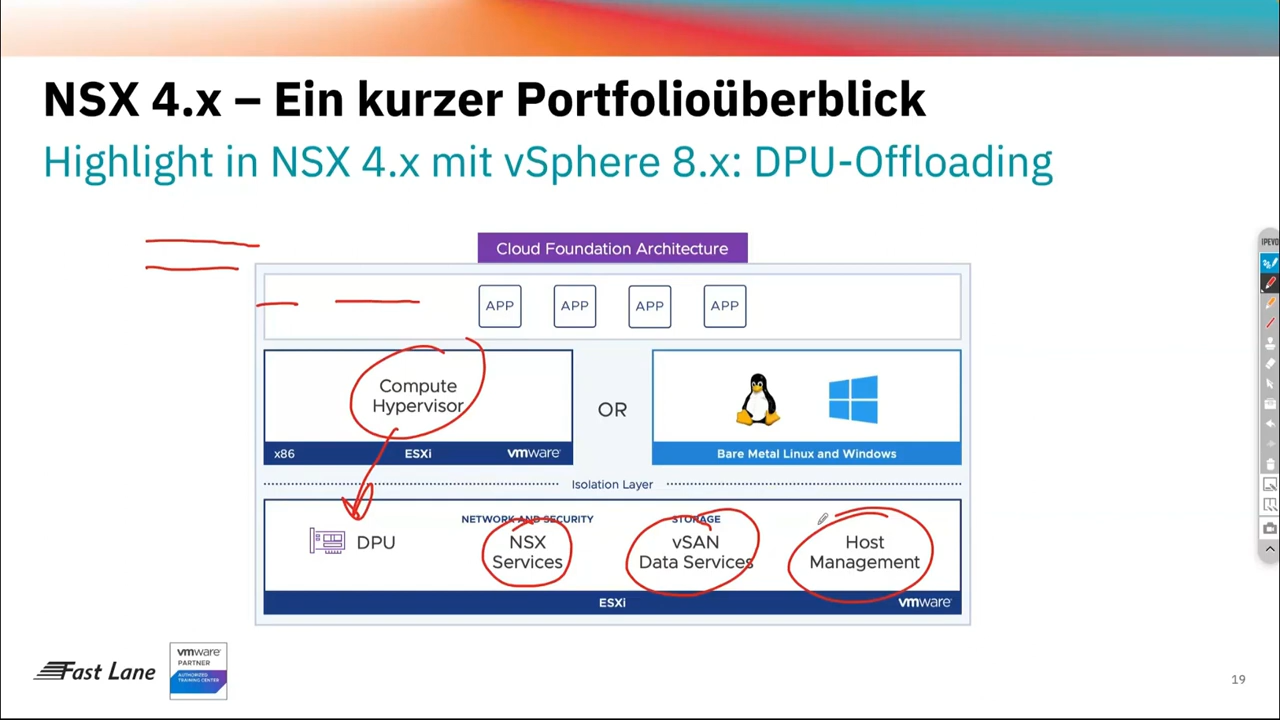 NSX 4.x – Ein kurzer Portfolioüberblick
Highlight in NSX 4.x mit vSphere 8.x: DPU-Offloading
Cloud Foundation Architecture
APP APP APP APP
Compute
Hypervisor
OR
x86 ESXi vmware
Bare Metal Linux and Windows
Isolation Layer
NETWORK AND SECURITY
STORAGE
DPU
NSX
Services
vSAN
Data Services
Host
Management
ESXi vmware
Fast Lane
vmware
PARTNER
AUTHORIZED
TRAINING CENTER
19
IPEVO